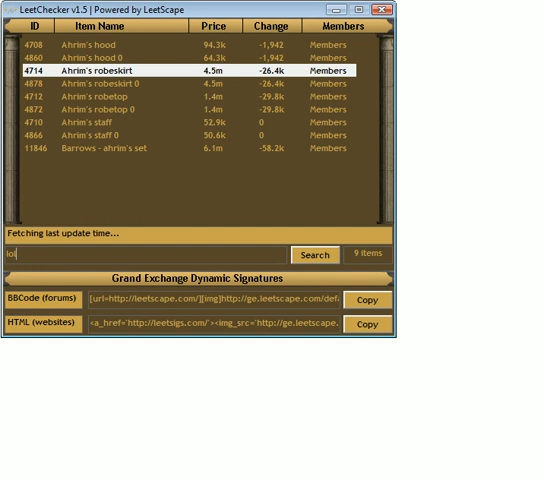 LeetChecker v1.5 | Powered by LeetScape
ID Item Name Price Change Members
4708 Ahrim's hood 94.3k -1,942 Members
4860 Ahrim's hood 0 64.3k -1,942 Members
4714 Ahrim's robeskirt 4.5m -26.4k Members
4878 Ahrim's robeskirt 0 4.5m -26.4k Members
4712 Ahrim's robetop 1.4m -29.8k Members
4872 Ahrim's robetop 0 1.4m -29.8k Members
4710 Ahrim's staff 52.9k 0 Members
4866 Ahrim's staff 0 50.6k 0 Members
11846 Barrows - ahrim's set 6.1m -58.2k Members
Fetching last update time...
lol Search 9 items
Grand Exchange Dynamic Signatures
BBCode (forums) [url=http://leetscape.com/][img]http://ge.leetscape.com/defa Copy
HTML (websites) <a_href='http://leetsigs.com/'><img_src='http://ge.leetscape. Copy